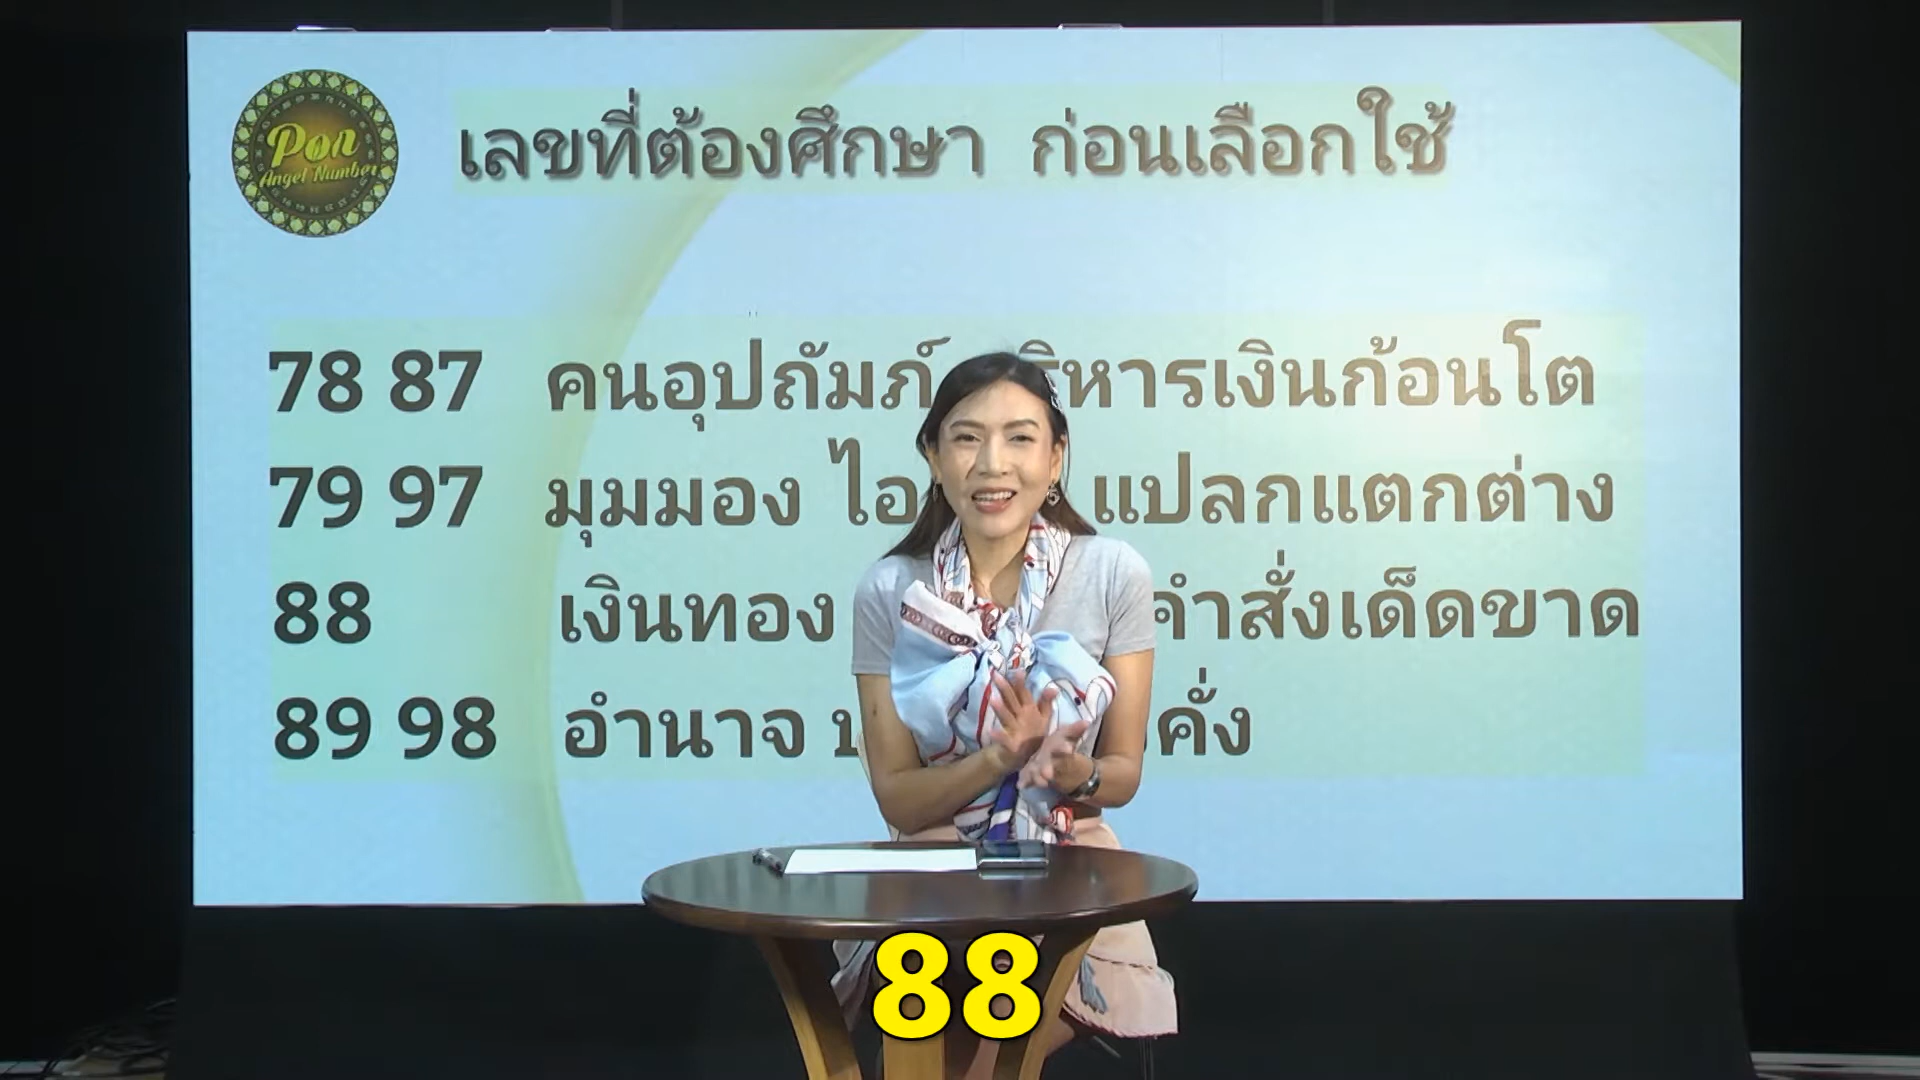 Pon
Angel Number
เลขที่ต้องศึกษา ก่อนเลือกใช้
78 87 คนอุปถัมภ์ บริหารเงินก้อนโต
79 97 มุมมอง แปลกแตกต่าง
88 เงินทอง คำสั่งเด็ดขาด
89 98 อำนาจ
88